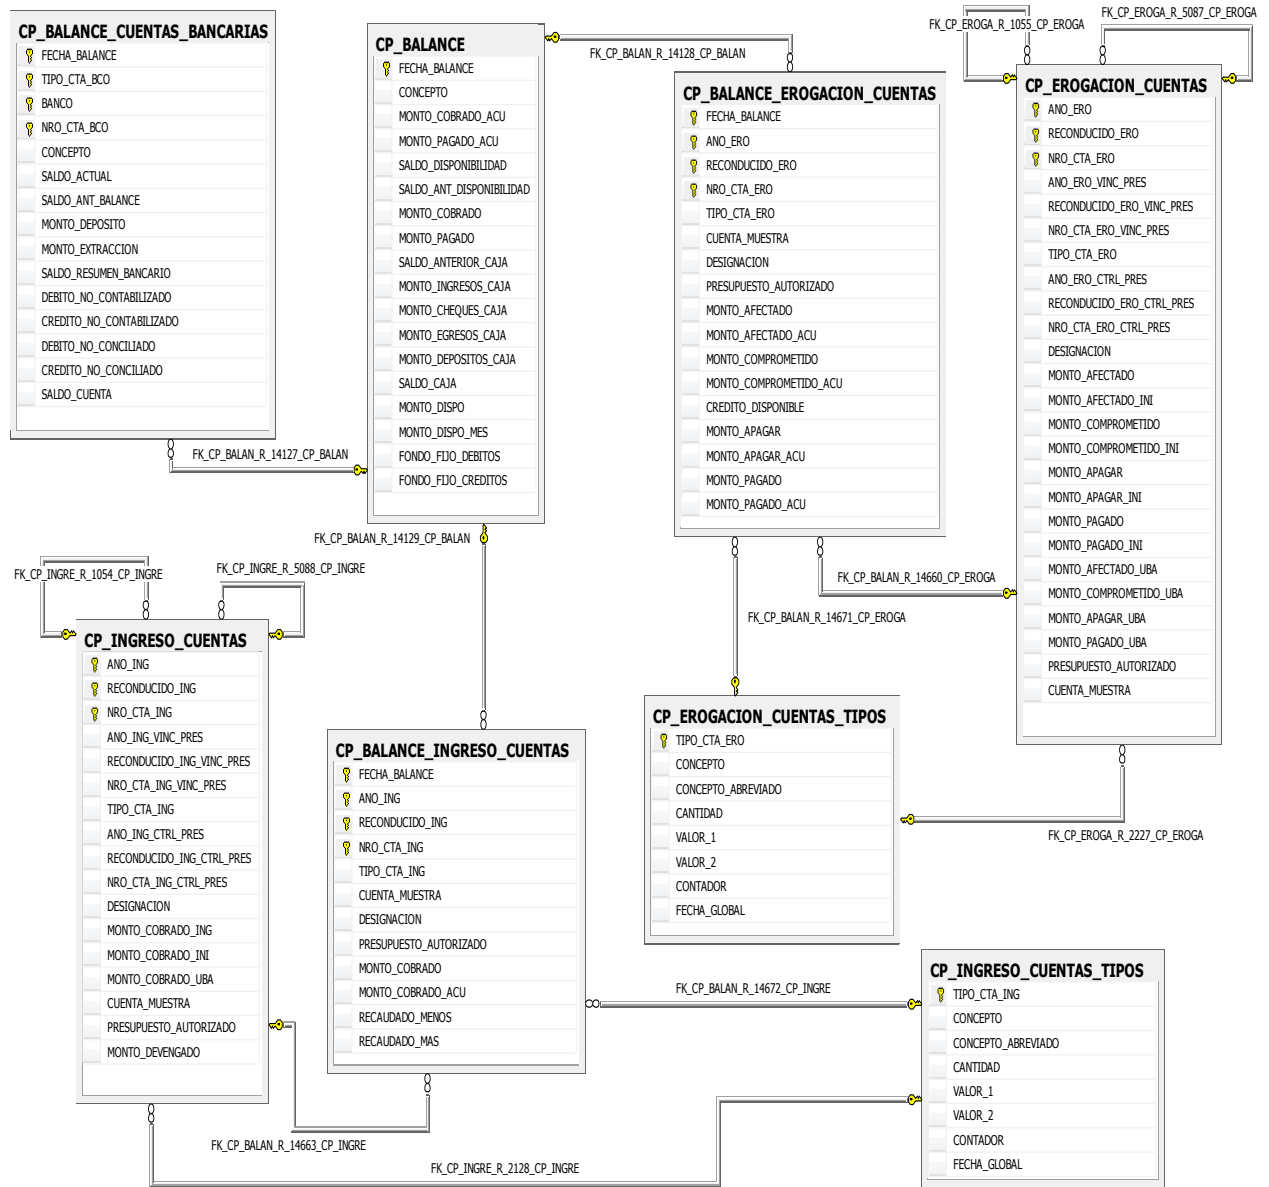 CP_BALANCE_CUENTAS_BANCARIAS
FECHA_BALANCE
TIPO_CTA_BCO
BANCO
NRO_CTA_BCO
CONCEPTO
SALDO_ACTUAL
SALDO_ANT_BALANCE
MONTO_DEPOSITO
MONTO_EXTRACCION
SALDO_RESUMEN_BANCARIO
DEBITO_NO_CONTABILIZADO
CREDITO_NO_CONTABILIZADO
DEBITO_NO_CONCILIADO
CREDITO_NO_CONCILIADO
SALDO_CUENTA
FK_CP_BALAN_R_14127_CP_BALAN
CP_BALANCE
FECHA_BALANCE
CONCEPTO
MONTO_COBRADO_ACU
MONTO_PAGADO_ACU
SALDO_DISPONIBILIDAD
SALDO_ANT_DISPONIBILIDAD
MONTO_COBRADO
MONTO_PAGADO
SALDO_ANTERIOR_CAJA
MONTO_INGRESOS_CAJA
MONTO_CHEQUES_CAJA
MONTO_EGRESOS_CAJA
MONTO_DEPOSITOS_CAJA
SALDO_CAJA
MONTO_DISPO
MONTO_DISPO_MES
FONDO_FIJO_DEBITOS
FONDO_FIJO_CREDITOS
FK_CP_BALAN_R_14128_CP_BALAN
CP_BALANCE_EROGACION_CUENTAS
FECHA_BALANCE
ANO_ERO
RECONDUCIDO_ERO
NRO_CTA_ERO
TIPO_CTA_ERO
CUENTA_MUESTRA
DESIGNACION
PRESUPUESTO_AUTORIZADO
MONTO_AFECTADO
MONTO_AFECTADO_ACU
MONTO_COMPROMETIDO
MONTO_COMPROMETIDO_ACU
CREDITO_DISPONIBLE
MONTO_APAGAR
MONTO_APAGAR_ACU
MONTO_PAGADO
MONTO_PAGADO_ACU
FK_CP_EROGA_R_1055_CP_EROGA
FK_CP_EROGA_R_5087_CP_EROGA
CP_EROGACION_CUENTAS
ANO_ERO
RECONDUCIDO_ERO
NRO_CTA_ERO
ANO_ERO_VINC_PRES
RECONDUCIDO_ERO_VINC_PRES
NRO_CTA_ERO_VINC_PRES
TIPO_CTA_ERO
ANO_ERO_CTRL_PRES
RECONDUCIDO_ERO_CTRL_PRES
NRO_CTA_ERO_CTRL_PRES
DESIGNACION
MONTO_AFECTADO
MONTO_AFECTADO_INI
MONTO_COMPROMETIDO
MONTO_COMPROMETIDO_INI
MONTO_APAGAR
MONTO_APAGAR_INI
MONTO_PAGADO
MONTO_PAGADO_INI
MONTO_AFECTADO_UBA
MONTO_COMPROMETIDO_UBA
MONTO_APAGAR_UBA
MONTO_PAGADO_UBA
PRESUPUESTO_AUTORIZADO
CUENTA_MUESTRA
FK_CP_BALAN_R_14129_CP_BALAN
FK_CP_BALAN_R_14660_CP_EROGA
FK_CP_BALAN_R_14671_CP_EROGA
FK_CP_INGRE_R_1054_CP_INGRE
FK_CP_INGRE_R_5088_CP_INGRE
CP_INGRESO_CUENTAS
ANO_ING
RECONDUCIDO_ING
NRO_CTA_ING
ANO_ING_VINC_PRES
RECONDUCIDO_ING_VINC_PRES
NRO_CTA_ING_VINC_PRES
TIPO_CTA_ING
ANO_ING_CTRL_PRES
RECONDUCIDO_ING_CTRL_PRES
NRO_CTA_ING_CTRL_PRES
DESIGNACION
MONTO_COBRADO_ING
MONTO_COBRADO_INI
MONTO_COBRADO_UBA
CUENTA_MUESTRA
PRESUPUESTO_AUTORIZADO
MONTO_DEVENGADO
CP_BALANCE_INGRESO_CUENTAS
FECHA_BALANCE
ANO_ING
RECONDUCIDO_ING
NRO_CTA_ING
TIPO_CTA_ING
CUENTA_MUESTRA
DESIGNACION
PRESUPUESTO_AUTORIZADO
MONTO_COBRADO
MONTO_COBRADO_ACU
RECAUDADO_MENOS
RECAUDADO_MAS
CP_EROGACION_CUENTAS_TIPOS
TIPO_CTA_ERO
CONCEPTO
CONCEPTO_ABREVIADO
CANTIDAD
VALOR_1
VALOR_2
CONTADOR
FECHA_GLOBAL
FK_CP_EROGA_R_2227_CP_EROGA
FK_CP_BALAN_R_14672_CP_INGRE
CP_INGRESO_CUENTAS_TIPOS
TIPO_CTA_ING
CONCEPTO
CONCEPTO_ABREVIADO
CANTIDAD
VALOR_1
VALOR_2
CONTADOR
FECHA_GLOBAL
FK_CP_BALAN_R_14663_CP_INGRE
FK_CP_INGRE_R_2128_CP_INGRE